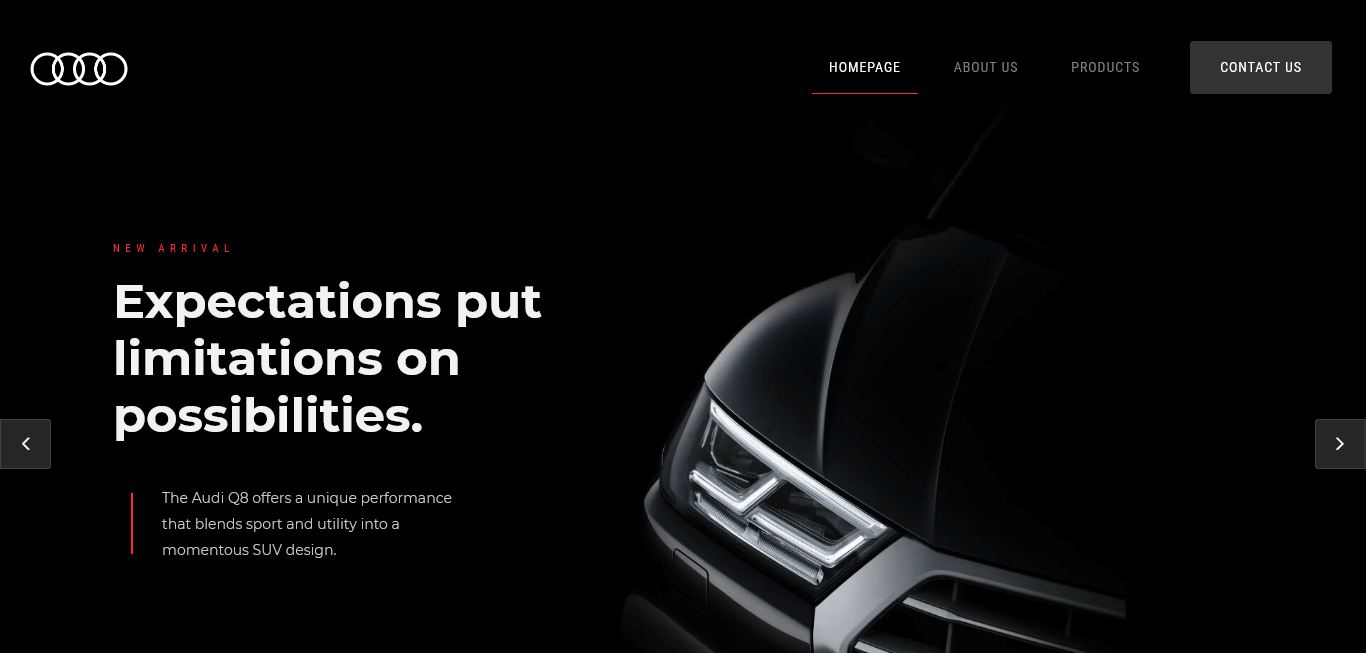 HOMEPAGE
ABOUT US
PRODUCTS
CONTACT US
NEW ARRIVAL
Expectations put
limitations on
possibilities.
The Audi Q8 offers a unique performance
that blends sport and utility into a
momentous SUV design.